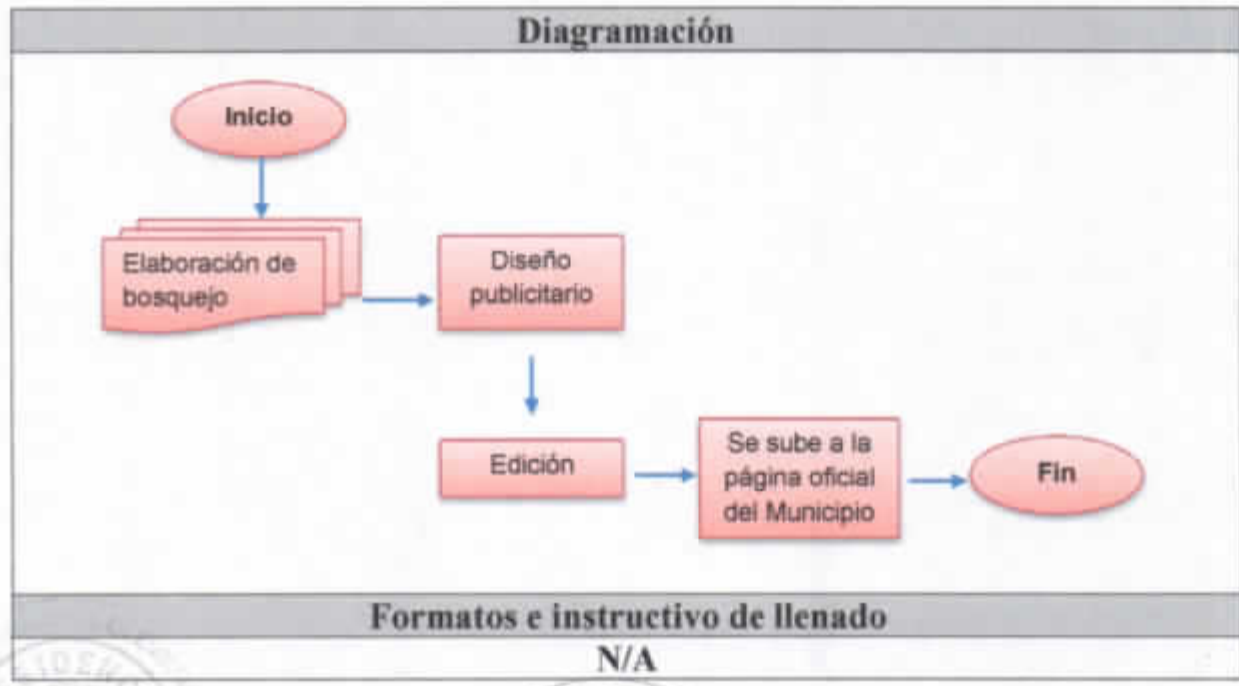 Diagramación
Inicio
Elaboración de
bosquejo
Diseño
publicitario
Edición
Se sube a la
página oficial
del Municipio
Fin
Formatos e instructivo de llenado
N/A